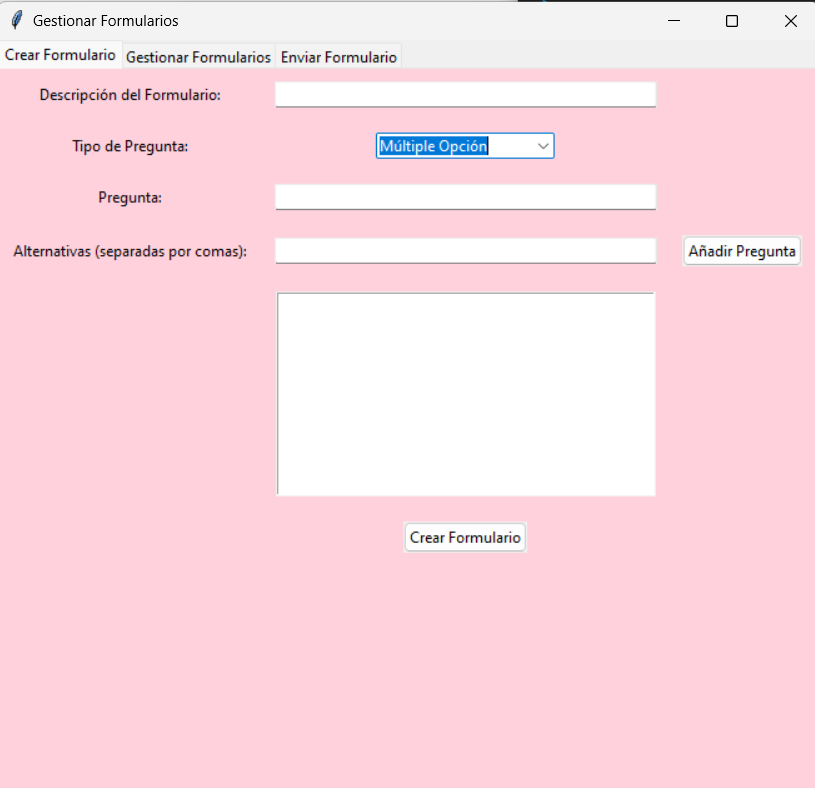 Gestionar Formularios
Crear Formulario Gestionar Formularios Enviar Formulario
Descripción del Formulario:
Tipo de Pregunta: Múltiple Opción
Pregunta:
Alternativas (separadas por comas): Añadir Pregunta
Crear Formulario